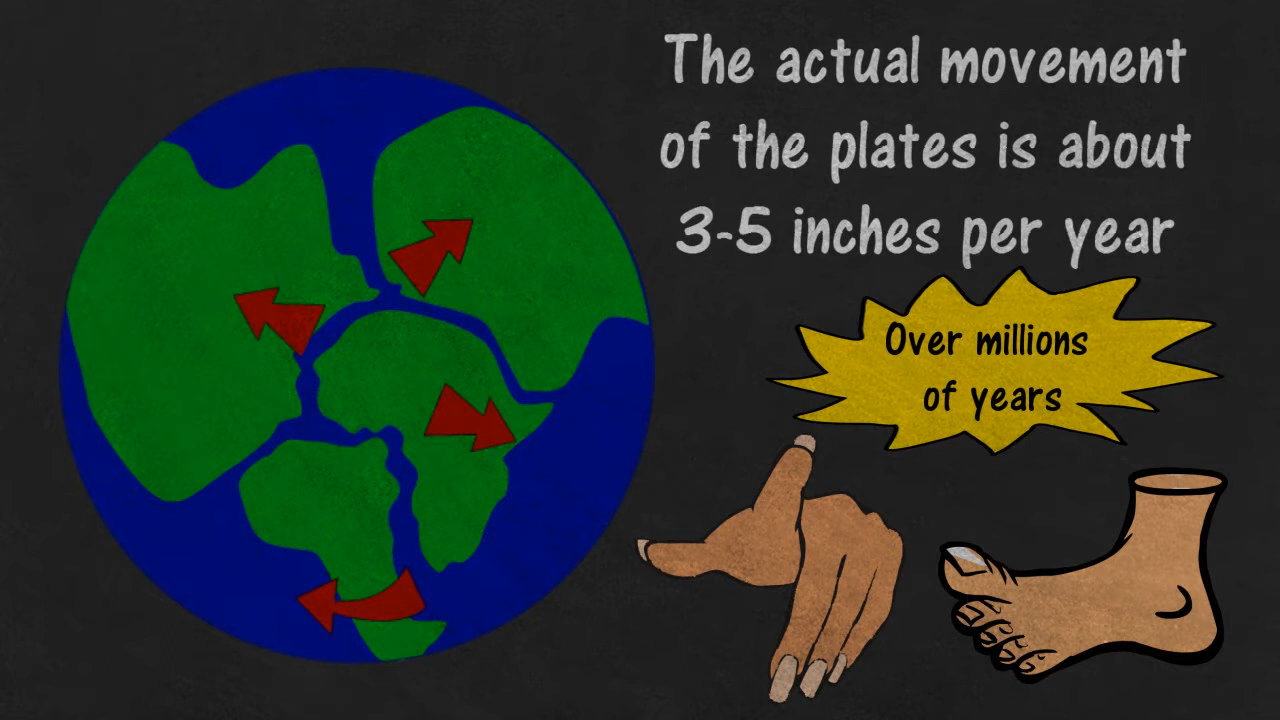 The actual movement
of the plates is about
3-5 inches per year
Over millions
of years